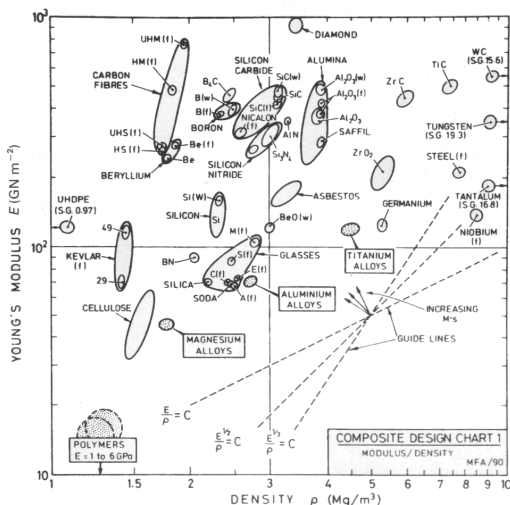 10³
10²
10
YOUNG'S MODULUS E (GN m⁻²)
UHM(f)
HM(f)
CARBON
FIBRES
UHS(f)
HS(f)
BERYLLIUM
Be(f)
Be
B₄C
B(w)
B(f)
BORON
SILICON
CARBIDE
SiC(w)
SiC
SiC(f)
NICALON
(f)
SILICON
NITRIDE
Si₃N₄
AlN
DIAMOND
ALUMINA
Al₂O₃(w)
Al₂O₃(f)
Al₂O₃
SAFFIL
ZrC
TiC
WC
(S.G.15.6)
TUNGSTEN
(S.G. 19.3)
ZrO₂
STEEL(f)
TANTALUM
(S.G. 16.8)
NIOBIUM
(f)
GERMANIUM
ASBESTOS
BeO(w)
UHDPE
(S.G. 0.97)
49
KEVLAR
(f)
29
Si(w)
SILICON
Si
M(f)
BN
S(f)
GLASSES
C(f)
E(f)
SILICA
SODA
A(f)
TITANIUM
ALLOYS
ALUMINIUM
ALLOYS
CELLULOSE
MAGNESIUM
ALLOYS
INCREASING
M's
GUIDE LINES
POLYMERS
E = 1 to 6 GPa
E/ρ = C
E^½/ρ = C
E^⅓/ρ = C
COMPOSITE DESIGN CHART 1
MODULUS/DENSITY
MFA/90
1 2 3 4 5 6 7 8 9 10
DENSITY ρ (Mg/m³)